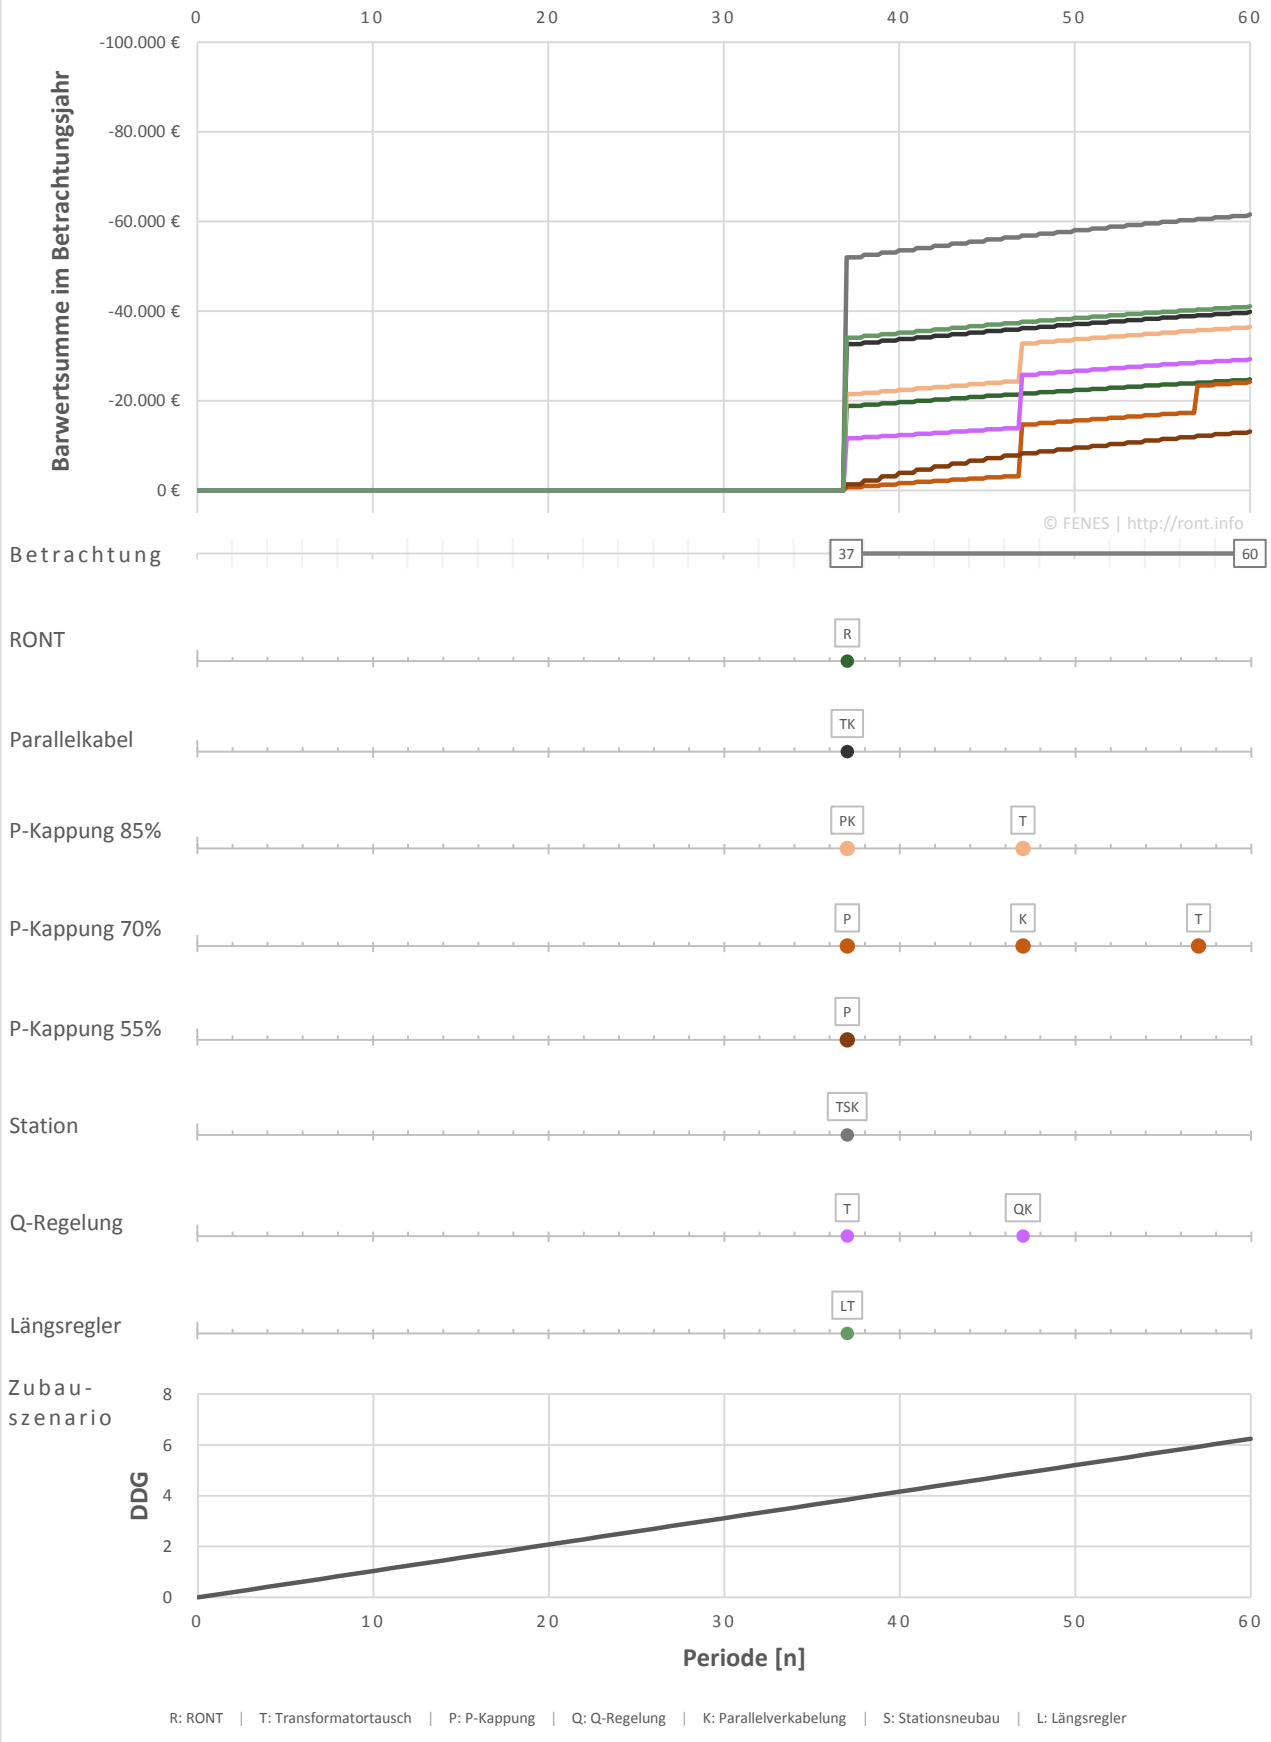 0 10 20 30 40 50 60
-100.000 €
-80.000 €
-60.000 €
-40.000 €
-20.000 €
0 €
Barwertsumme im Betrachtungsjahr
© FENES | http://ront.info
Betrachtung 37 60
RONT R
Parallelkabel TK
P-Kappung 85% PK T
P-Kappung 70% P K T
P-Kappung 55% P
Station TSK
Q-Regelung T QK
Längsregler LT
Zubau-
szenario
8
6
4
2
0
DDG
0 10 20 30 40 50 60
Periode [n]
R: RONT | T: Transformatortausch | P: P-Kappung | Q: Q-Regelung | K: Parallelverkabelung | S: Stationsneubau | L: Längsregler